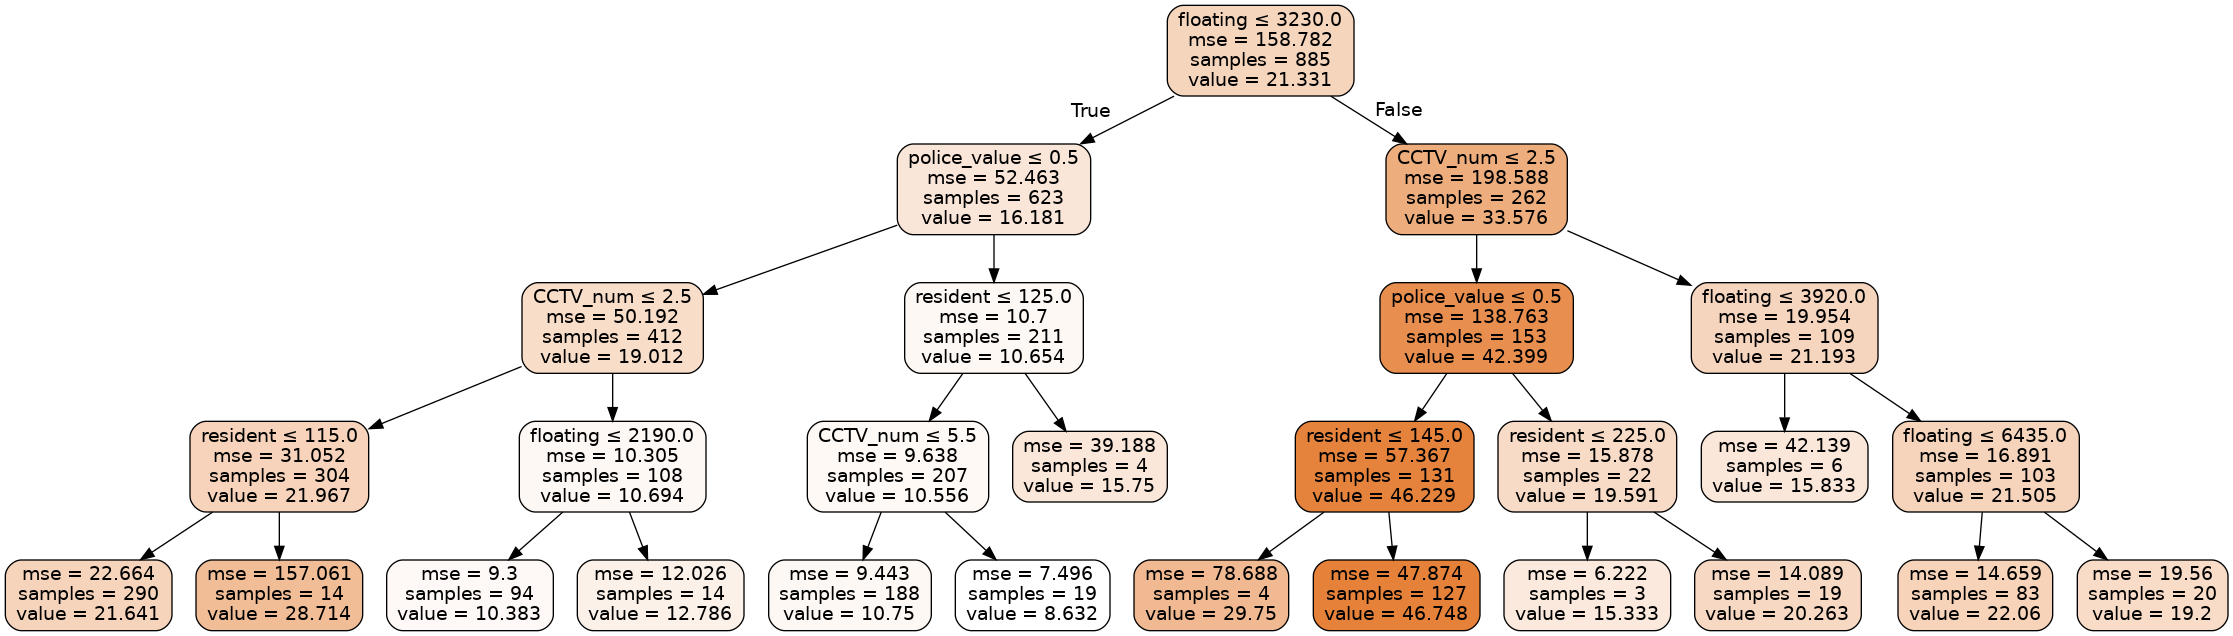 floating ≤ 3230.0
mse = 158.782
samples = 885
value = 21.331
True
False
police_value ≤ 0.5
mse = 52.463
samples = 623
value = 16.181
CCTV_num ≤ 2.5
mse = 198.588
samples = 262
value = 33.576
CCTV_num ≤ 2.5
mse = 50.192
samples = 412
value = 19.012
resident ≤ 125.0
mse = 10.7
samples = 211
value = 10.654
police_value ≤ 0.5
mse = 138.763
samples = 153
value = 42.399
floating ≤ 3920.0
mse = 19.954
samples = 109
value = 21.193
resident ≤ 115.0
mse = 31.052
samples = 304
value = 21.967
floating ≤ 2190.0
mse = 10.305
samples = 108
value = 10.694
CCTV_num ≤ 5.5
mse = 9.638
samples = 207
value = 10.556
mse = 39.188
samples = 4
value = 15.75
resident ≤ 145.0
mse = 57.367
samples = 131
value = 46.229
resident ≤ 225.0
mse = 15.878
samples = 22
value = 19.591
mse = 42.139
samples = 6
value = 15.833
floating ≤ 6435.0
mse = 16.891
samples = 103
value = 21.505
mse = 22.664
samples = 290
value = 21.641
mse = 157.061
samples = 14
value = 28.714
mse = 9.3
samples = 94
value = 10.383
mse = 12.026
samples = 14
value = 12.786
mse = 9.443
samples = 188
value = 10.75
mse = 7.496
samples = 19
value = 8.632
mse = 78.688
samples = 4
value = 29.75
mse = 47.874
samples = 127
value = 46.748
mse = 6.222
samples = 3
value = 15.333
mse = 14.089
samples = 19
value = 20.263
mse = 14.659
samples = 83
value = 22.06
mse = 19.56
samples = 20
value = 19.2